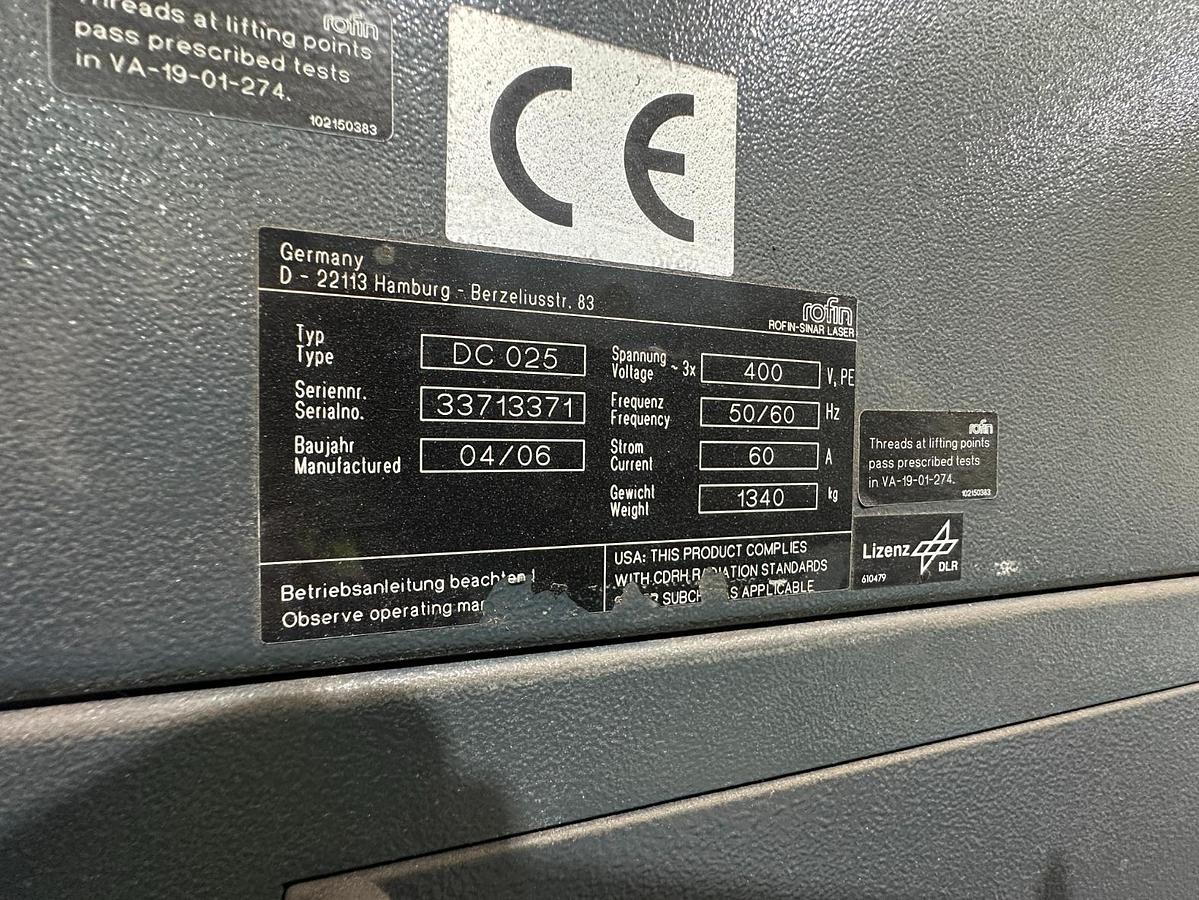 Threads at lifting points
rofin
pass prescribed tests
in VA-19-01-274.
102150383
CE
Germany
D - 22113 Hamburg - Berzeliusstr. 83
rofin
ROFIN-SINAR LASER
Typ
Type
DC 025
Seriennr.
Serialno.
33713371
Baujahr
Manufactured
04/06
Spannung
Voltage
~ 3x
400
V, PE
Frequenz
Frequency
50/60
Hz
Strom
Current
60
A
Gewicht
Weight
1340
kg
Betriebsanleitung beachten!
Observe operating
USA: THIS PRODUCT COMPLIES
WITH CDRH RADIATION STANDARDS
APPLICABLE
rofin
Threads at lifting points
pass prescribed tests
in VA-19-01-274.
102150383
Lizenz
DLR
610479